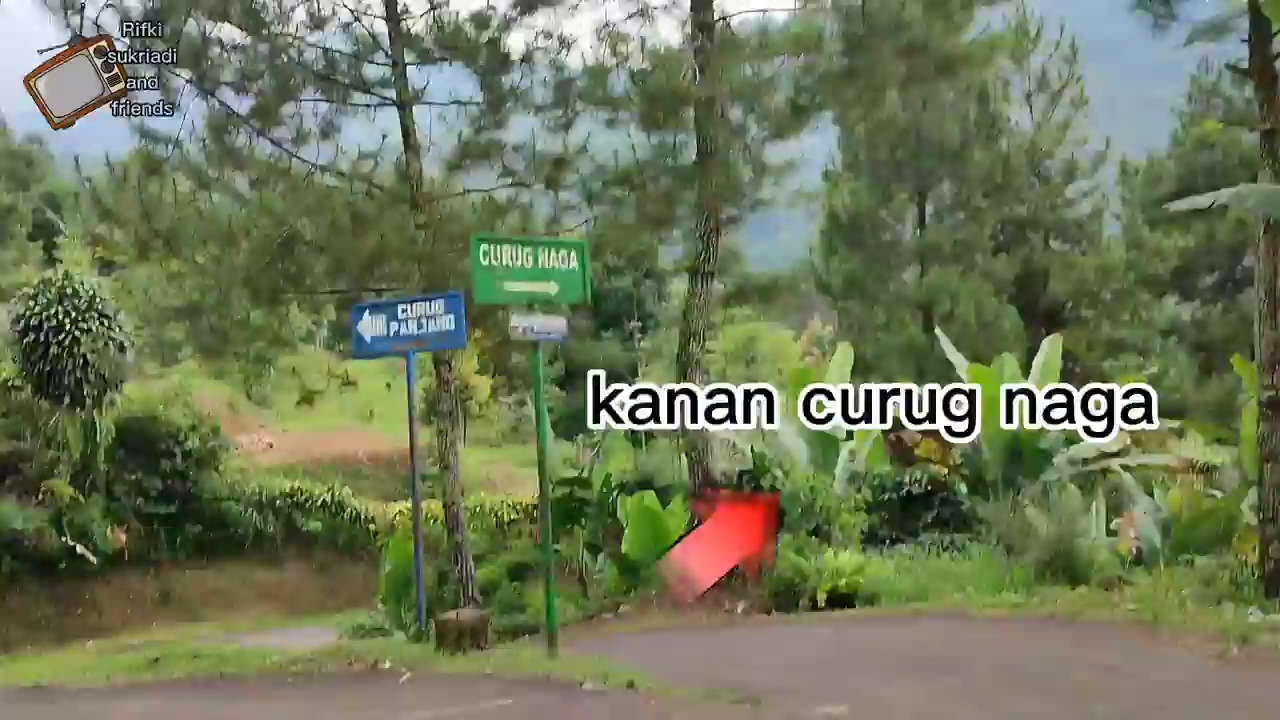 Rifki
sukriadi
and
friends
CURUG NAGA
CURUG
PANJANG
kanan curug naga